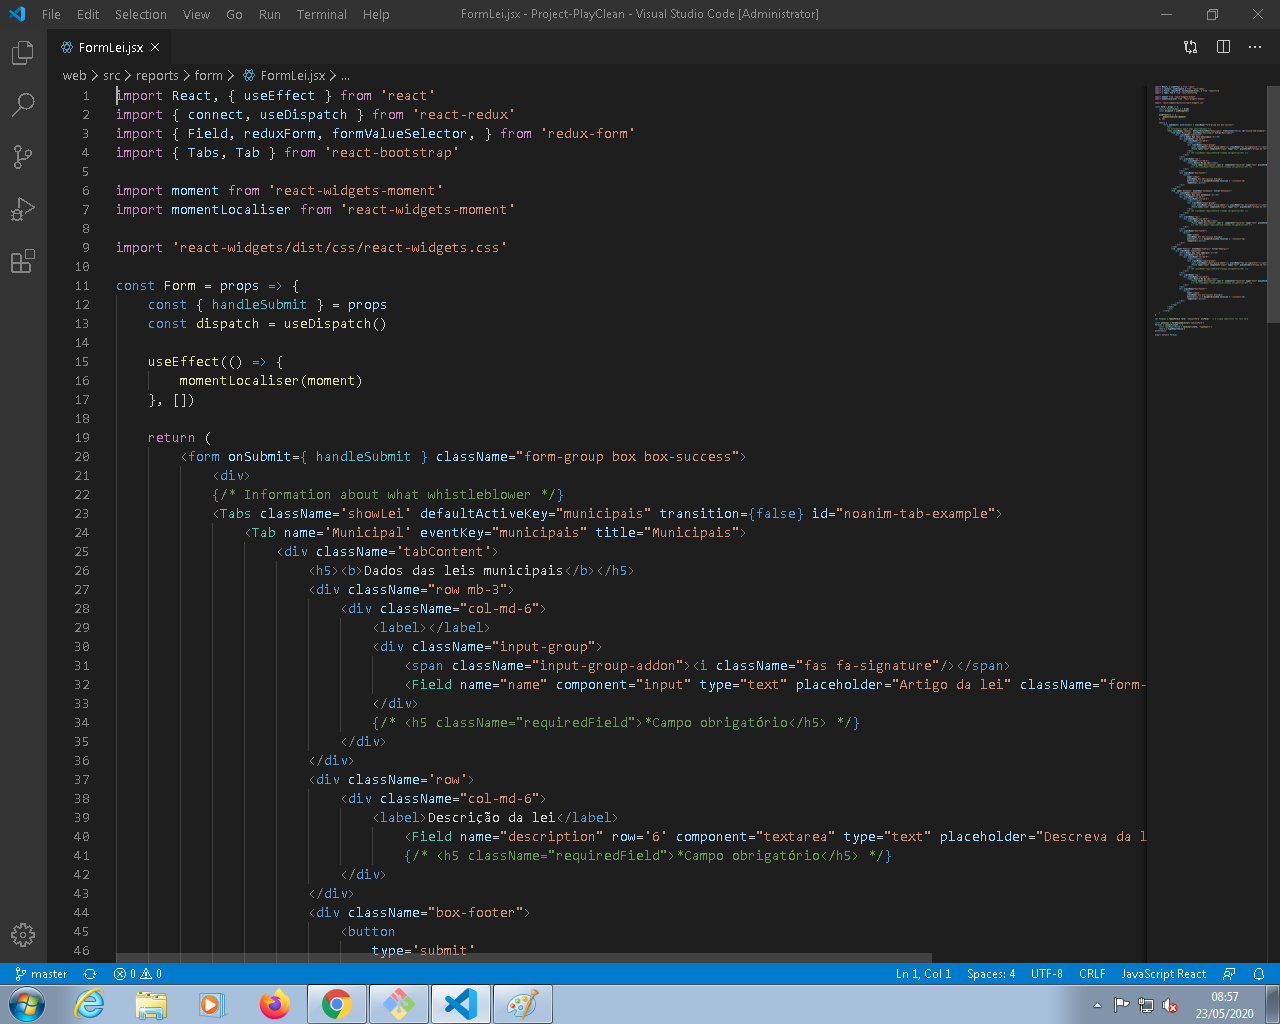 File Edit Selection View Go Run Terminal Help FormLei.jsx - Project-PlayClean - Visual Studio Code [Administrator]
FormLei.jsx
web > src > reports > form > FormLei.jsx > ...
1 import React, { useEffect } from 'react'
2 import { connect, useDispatch } from 'react-redux'
3 import { Field, reduxForm, formValueSelector, } from 'redux-form'
4 import { Tabs, Tab } from 'react-bootstrap'
5
6 import moment from 'react-widgets-moment'
7 import momentLocaliser from 'react-widgets-moment'
8
9 import 'react-widgets/dist/css/react-widgets.css'
10
11 const Form = props => {
12 const { handleSubmit } = props
13 const dispatch = useDispatch()
14
15 useEffect(() => {
16 momentLocaliser(moment)
17 }, [])
18
19 return (
20 <form onSubmit={ handleSubmit } className="form-group box box-success">
21 <div>
22 {/* Information about what whistleblower */}
23 <Tabs className='showLei' defaultActiveKey="municipais" transition={false} id="noanim-tab-example">
24 <Tab name='Municipal' eventKey="municipais" title="Municipais">
25 <div className='tabContent'>
26 <h5><b>Dados das leis municipais</b></h5>
27 <div className="row mb-3">
28 <div className="col-md-6">
29 <label></label>
30 <div className="input-group">
31 <span className="input-group-addon"><i className="fas fa-signature"/></span>
32 <Field name="name" component="input" type="text" placeholder="Artigo da lei" className="form-
33 </div>
34 {/* <h5 className="requiredField">*Campo obrigatório</h5> */}
35 </div>
36 </div>
37 <div className='row'>
38 <div className="col-md-6">
39 <label>Descrição da lei</label>
40 <Field name="description" row='6' component="textarea" type="text" placeholder="Descreva da l
41 {/* <h5 className="requiredField">*Campo obrigatório</h5> */}
42 </div>
43 </div>
44 <div className="box-footer">
45 <button
46 type='submit'
master 0 0 Ln 1, Col 1 Spaces: 4 UTF-8 CRLF JavaScript React
08:57
23/05/2020